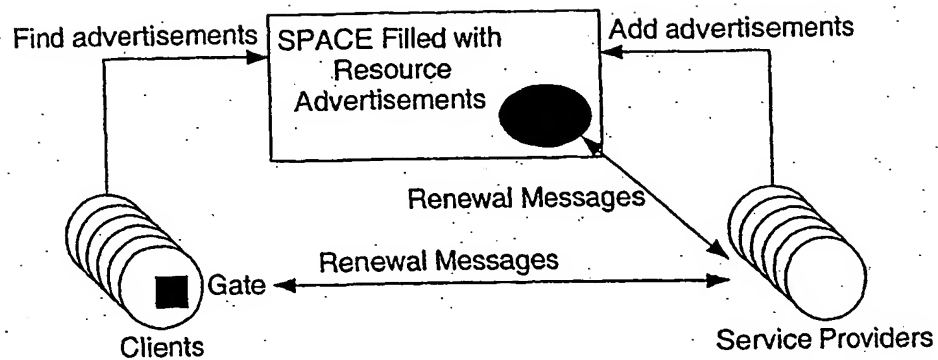 Find advertisements
SPACE Filled with
Resource
Advertisements
Add advertisements
Renewal Messages
Renewal Messages
Gate
Clients
Service Providers